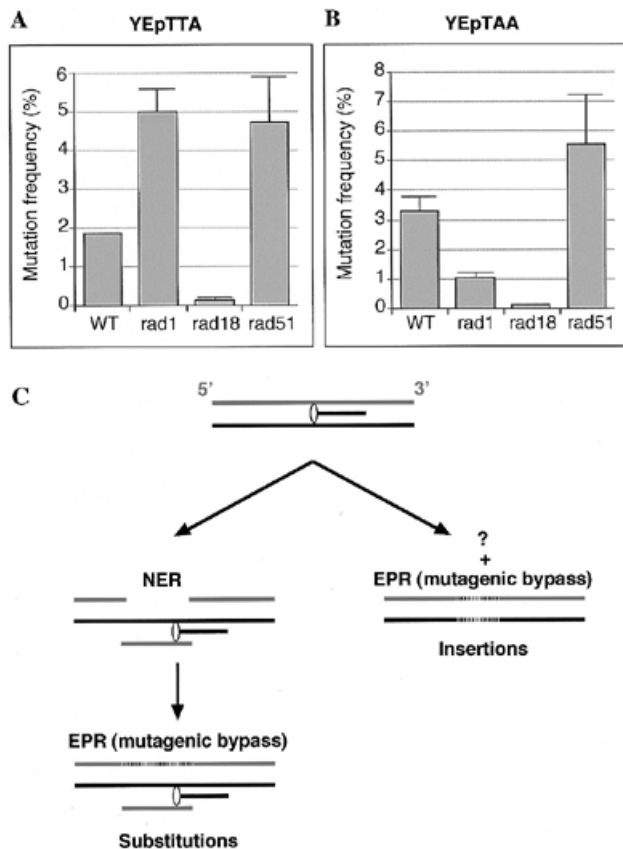 A
YEpTTA
Mutation frequency (%)
6
5
4
3
2
1
0
WT rad1 rad18 rad51
B
YEpTAA
Mutation frequency (%)
8
7
6
5
4
3
2
1
0
WT rad1 rad18 rad51
C
5’ 3’
NER
?
+
EPR (mutagenic bypass)
Insertions
EPR (mutagenic bypass)
Substitutions